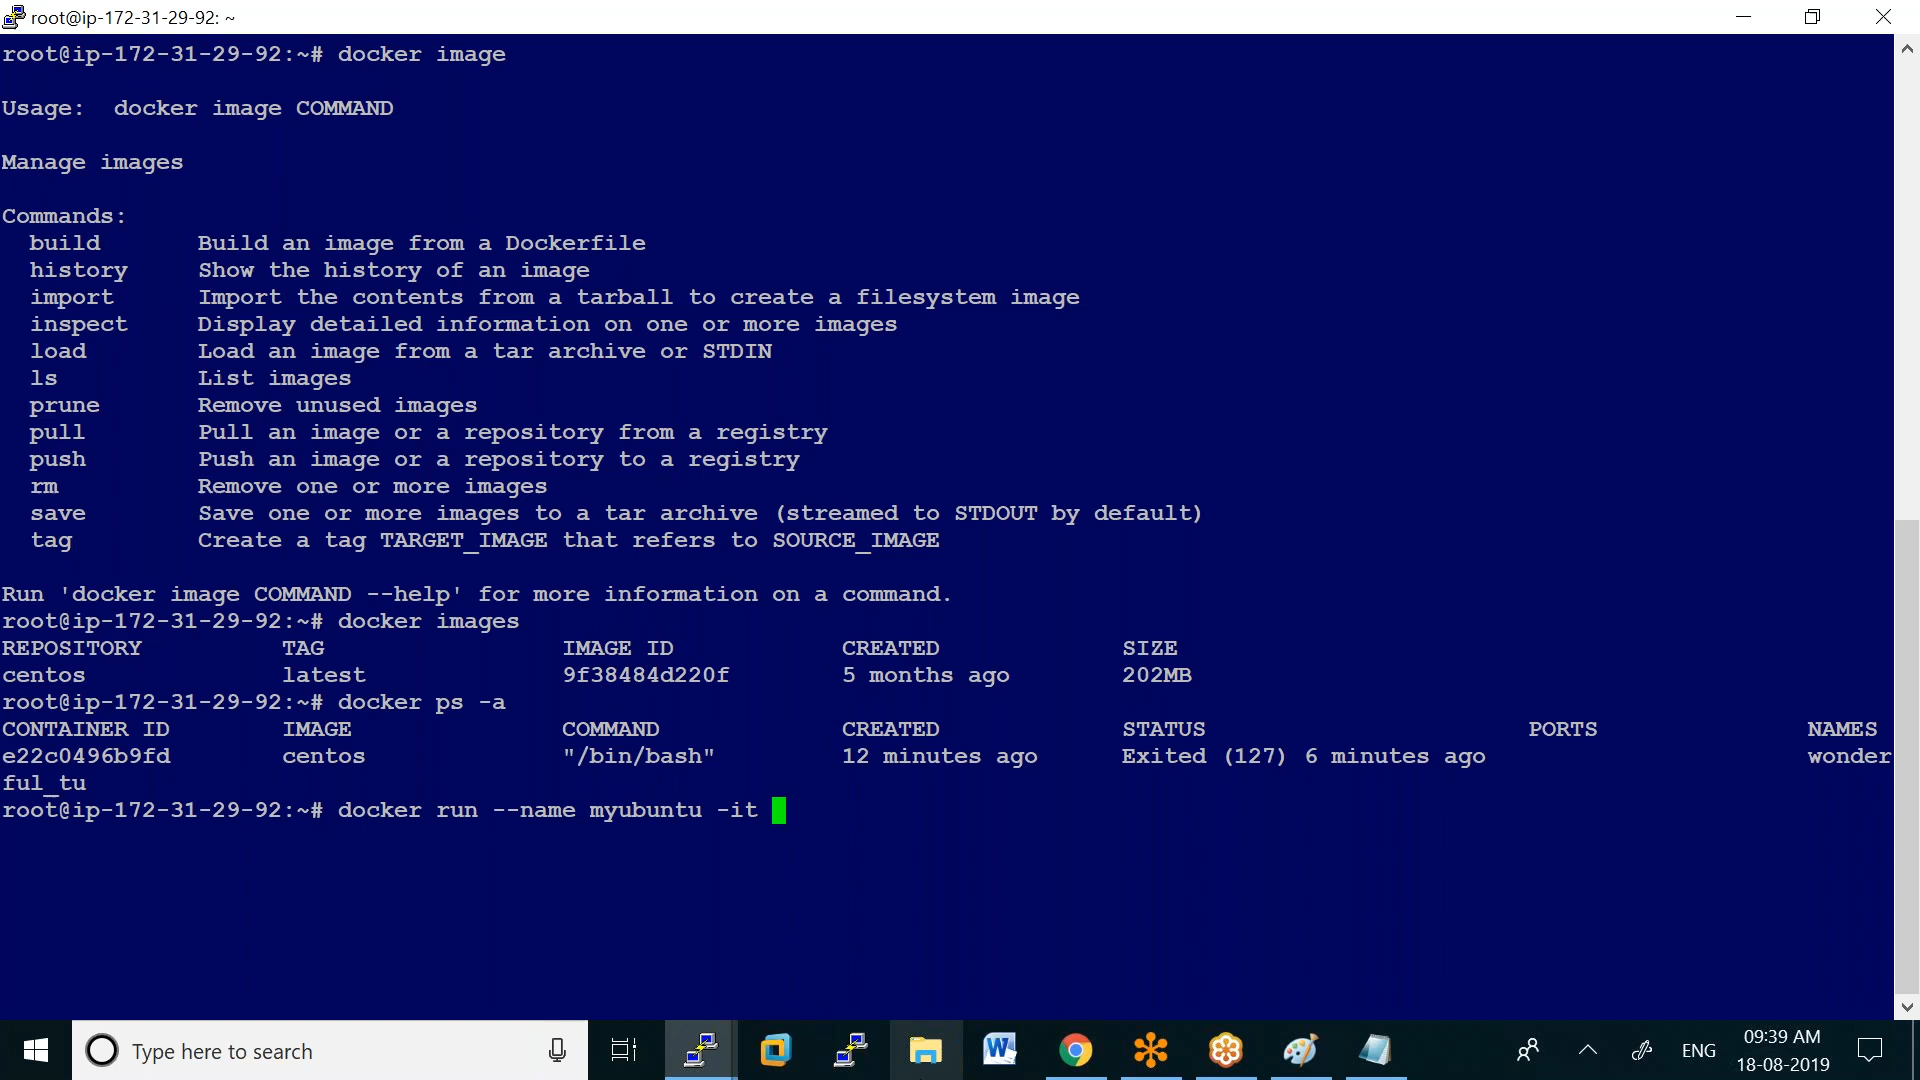 root@ip-172-31-29-92: ~
root@ip-172-31-29-92:~# docker image
Usage:  docker image COMMAND
Manage images
Commands:
  build       Build an image from a Dockerfile
  history     Show the history of an image
  import      Import the contents from a tarball to create a filesystem image
  inspect     Display detailed information on one or more images
  load        Load an image from a tar archive or STDIN
  ls          List images
  prune       Remove unused images
  pull        Pull an image or a repository from a registry
  push        Push an image or a repository to a registry
  rm          Remove one or more images
  save        Save one or more images to a tar archive (streamed to STDOUT by default)
  tag         Create a tag TARGET_IMAGE that refers to SOURCE_IMAGE
Run 'docker image COMMAND --help' for more information on a command.
root@ip-172-31-29-92:~# docker images
REPOSITORY          TAG                 IMAGE ID            CREATED             SIZE
centos              latest              9f38484d220f        5 months ago        202MB
root@ip-172-31-29-92:~# docker ps -a
CONTAINER ID        IMAGE               COMMAND             CREATED             STATUS                       PORTS               NAMES
e22c0496b9fd        centos              "/bin/bash"         12 minutes ago      Exited (127) 6 minutes ago                       wonder
ful_tu
root@ip-172-31-29-92:~# docker run --name myubuntu -it
Type here to search
ENG
09:39 AM
18-08-2019